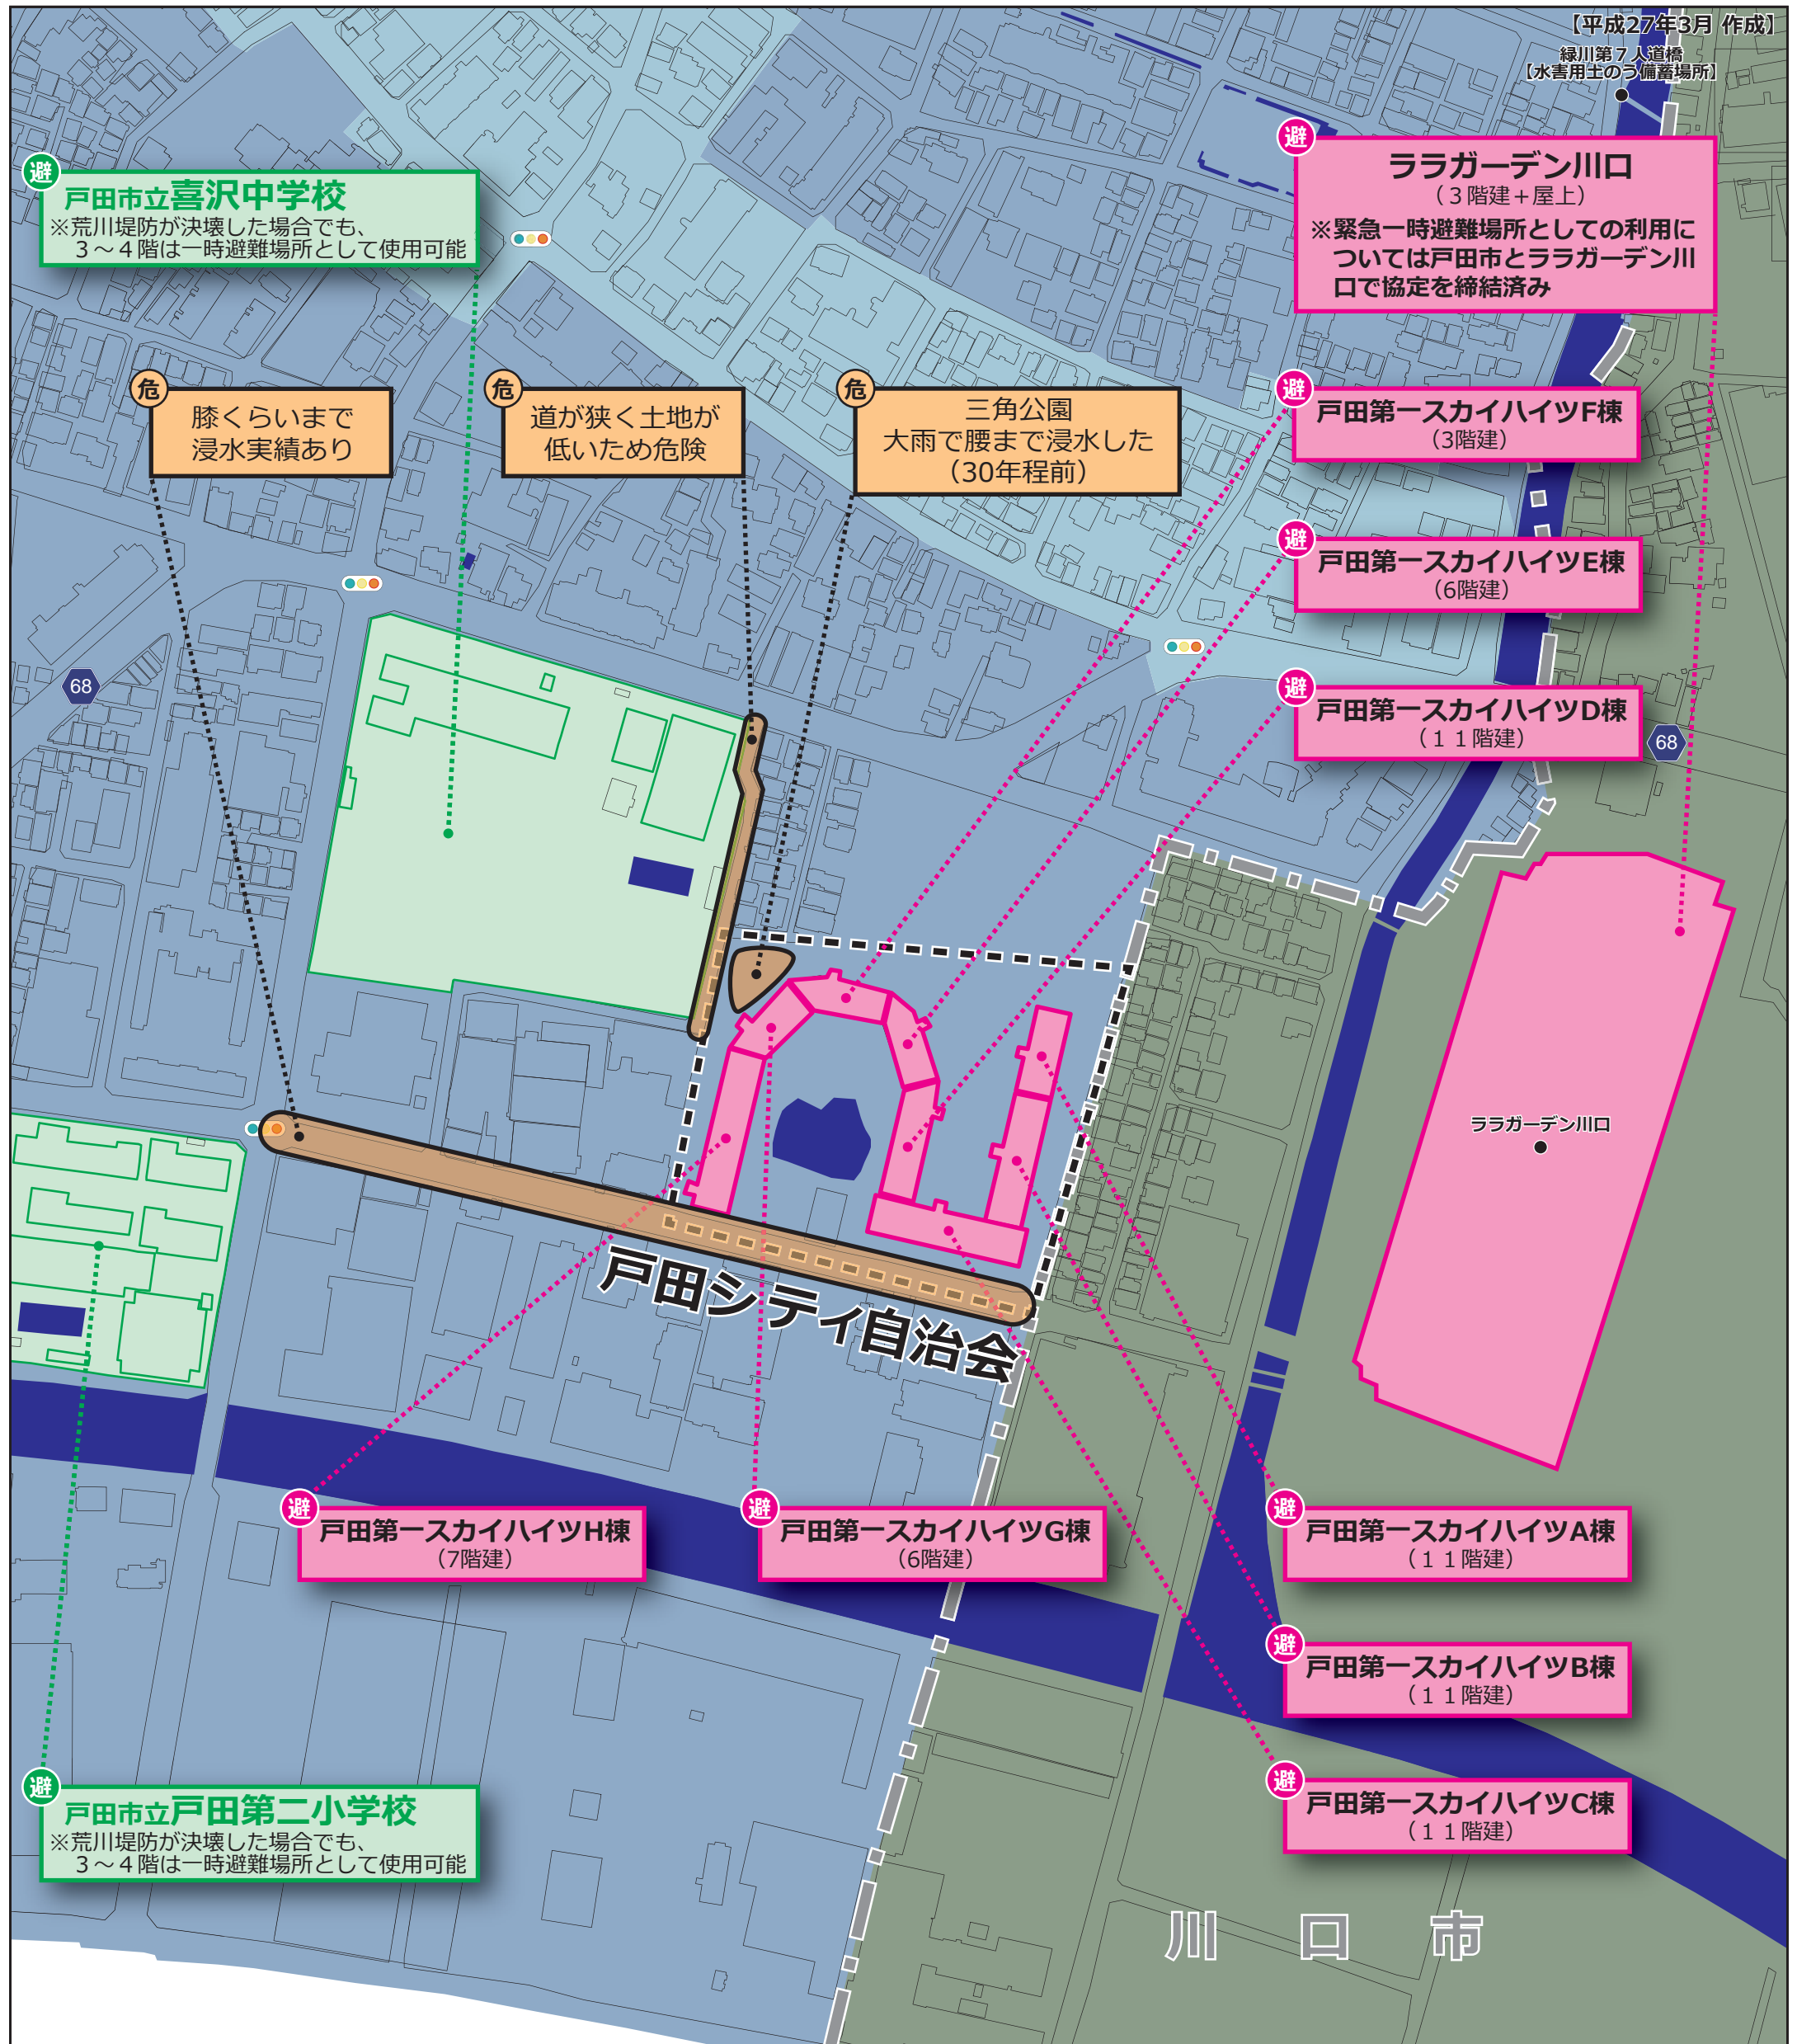 【平成27年3月 作成】
緑川第７人道橋
【水害用土のう備蓄場所】
避
戸田市立喜沢中学校
※荒川堤防が決壊した場合でも、
３～４階は一時避難場所として使用可能
避
ララガーデン川口
（３階建＋屋上）
※緊急一時避難場所としての利用に
ついては戸田市とララガーデン川
口で協定を締結済み
危
膝くらいまで
浸水実績あり
危
道が狭く土地が
低いため危険
危
三角公園
大雨で腰まで浸水した
（30年程前）
避
戸田第一スカイハイツF棟
（3階建）
避
戸田第一スカイハイツE棟
（6階建）
避
戸田第一スカイハイツD棟
（１１階建）
68
68
ララガーデン川口
戸田シティ自治会
避
戸田第一スカイハイツH棟
（7階建）
避
戸田第一スカイハイツG棟
（6階建）
避
戸田第一スカイハイツA棟
（１１階建）
避
戸田第一スカイハイツB棟
（１１階建）
避
戸田第一スカイハイツC棟
（１１階建）
避
戸田市立戸田第二小学校
※荒川堤防が決壊した場合でも、
３～４階は一時避難場所として使用可能
川口市